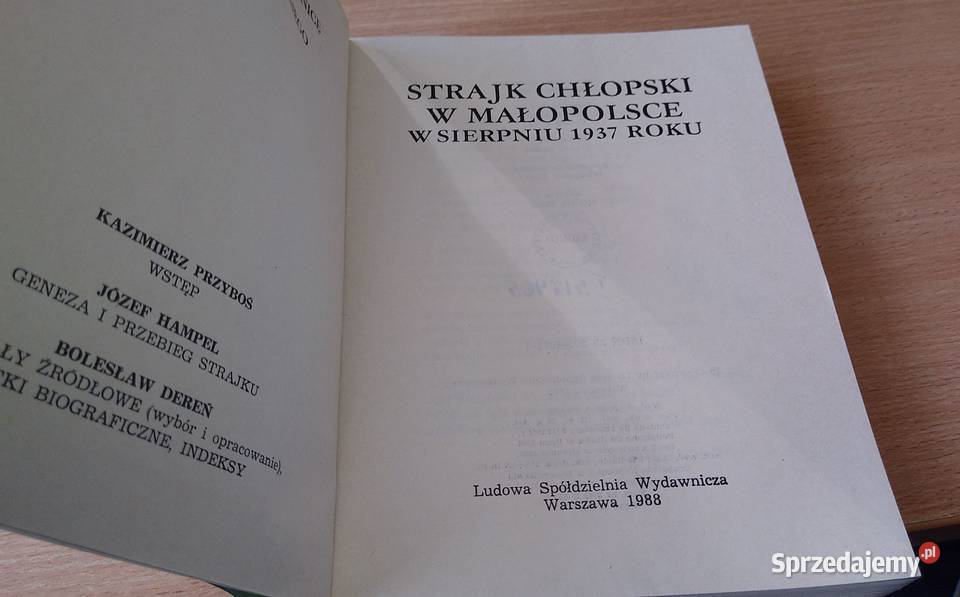 KAZIMIERZ PRZYBOŚ
WSTĘP
JÓZEF HAMPEL
GENEZA I PRZEBIEG STRAJKU
BOLESŁAW DEREŃ
ŹRÓDŁOWE (wybór i opracowanie),
BIOGRAFICZNE, INDEKSY
STRAJK CHŁOPSKI
W MAŁOPOLSCE
W SIERPNIU 1937 ROKU
Ludowa Spółdzielnia Wydawnicza
Warszawa 1988
Sprzedajemy.pl